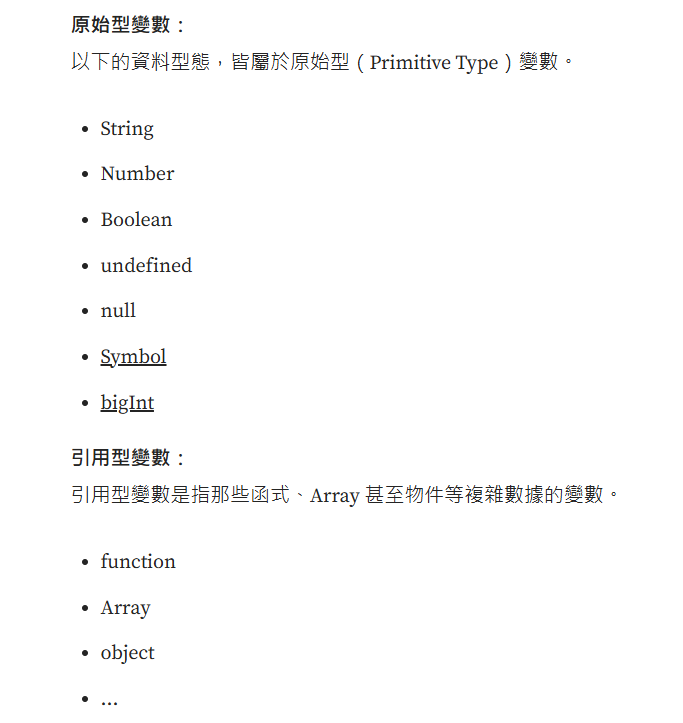 原始型變數：
以下的資料型態，皆屬於原始型（Primitive Type）變數。
• String
• Number
• Boolean
• undefined
• null
• Symbol
• bigInt
引用型變數：
引用型變數是指那些函式、Array 甚至物件等複雜數據的變數。
• function
• Array
• object
• ...